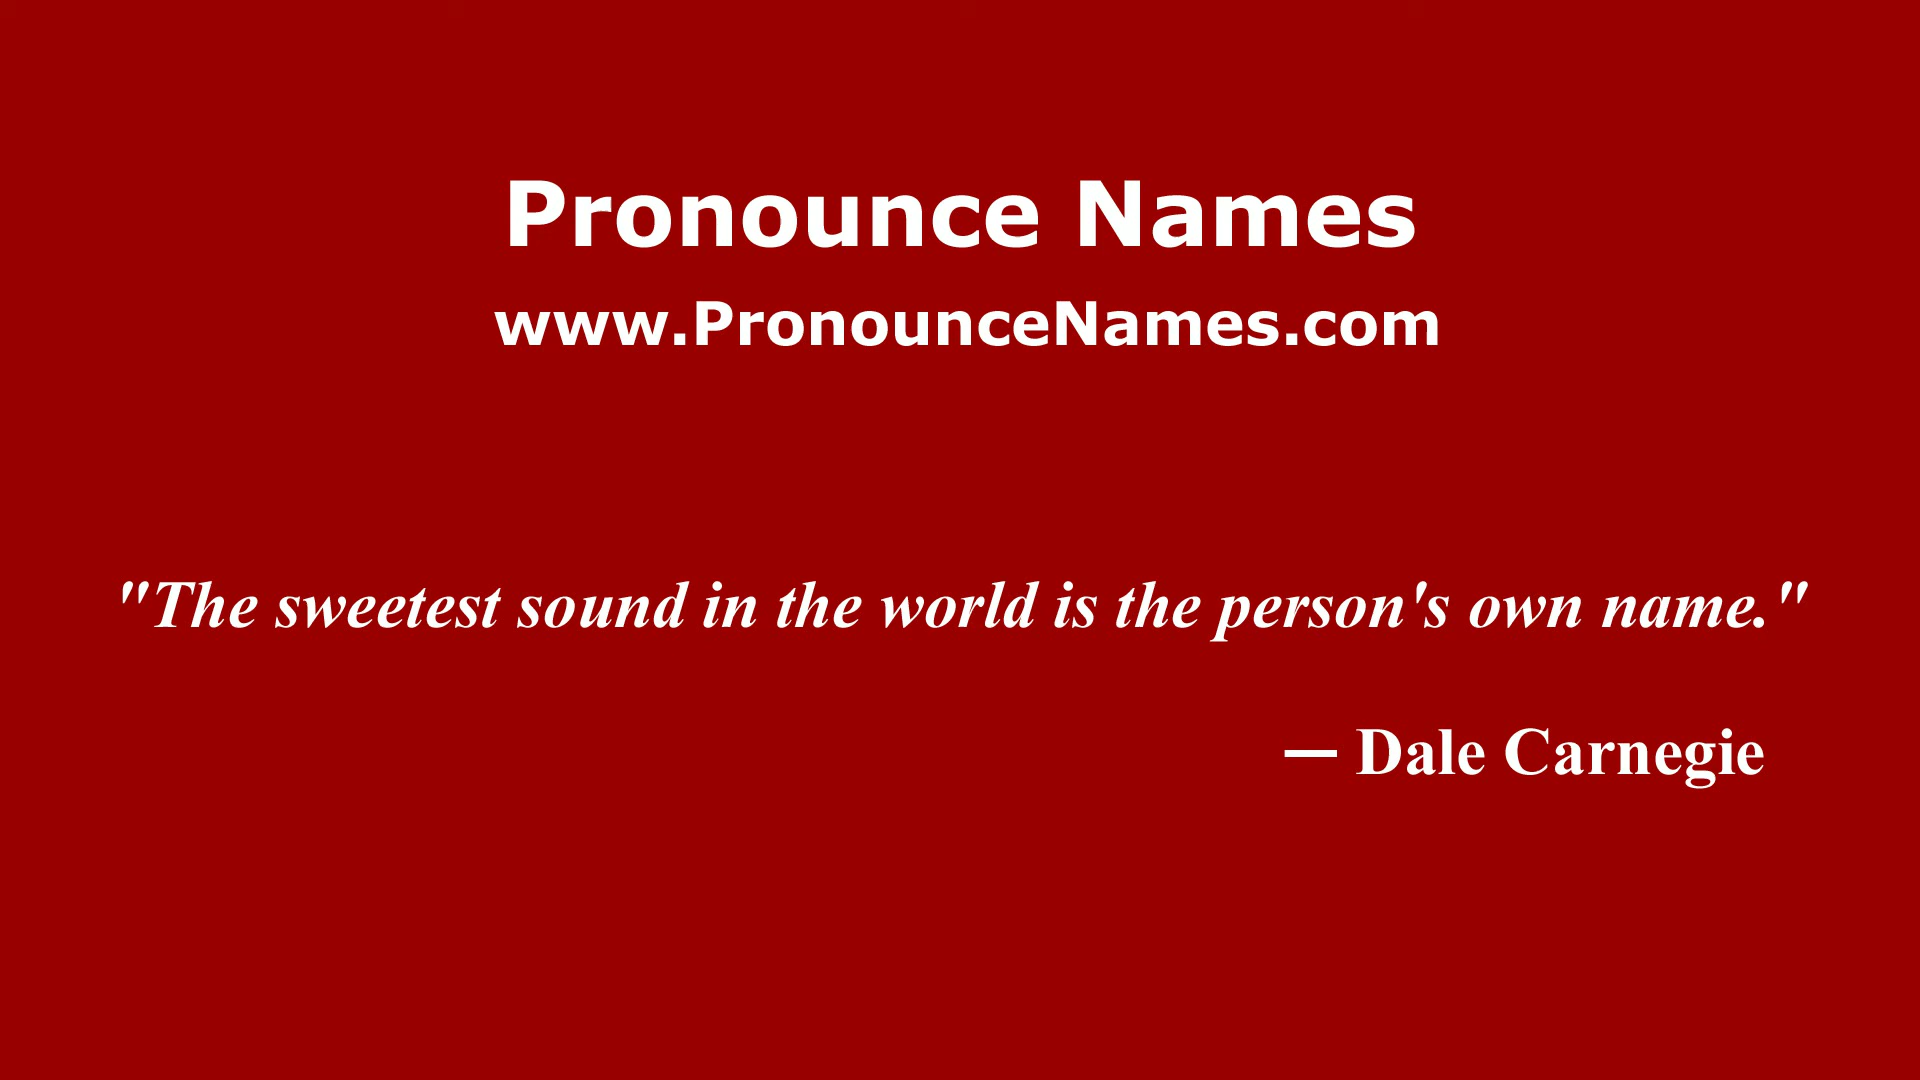 Pronounce Names
www.PronounceNames.com
"The sweetest sound in the world is the person's own name."
— Dale Carnegie